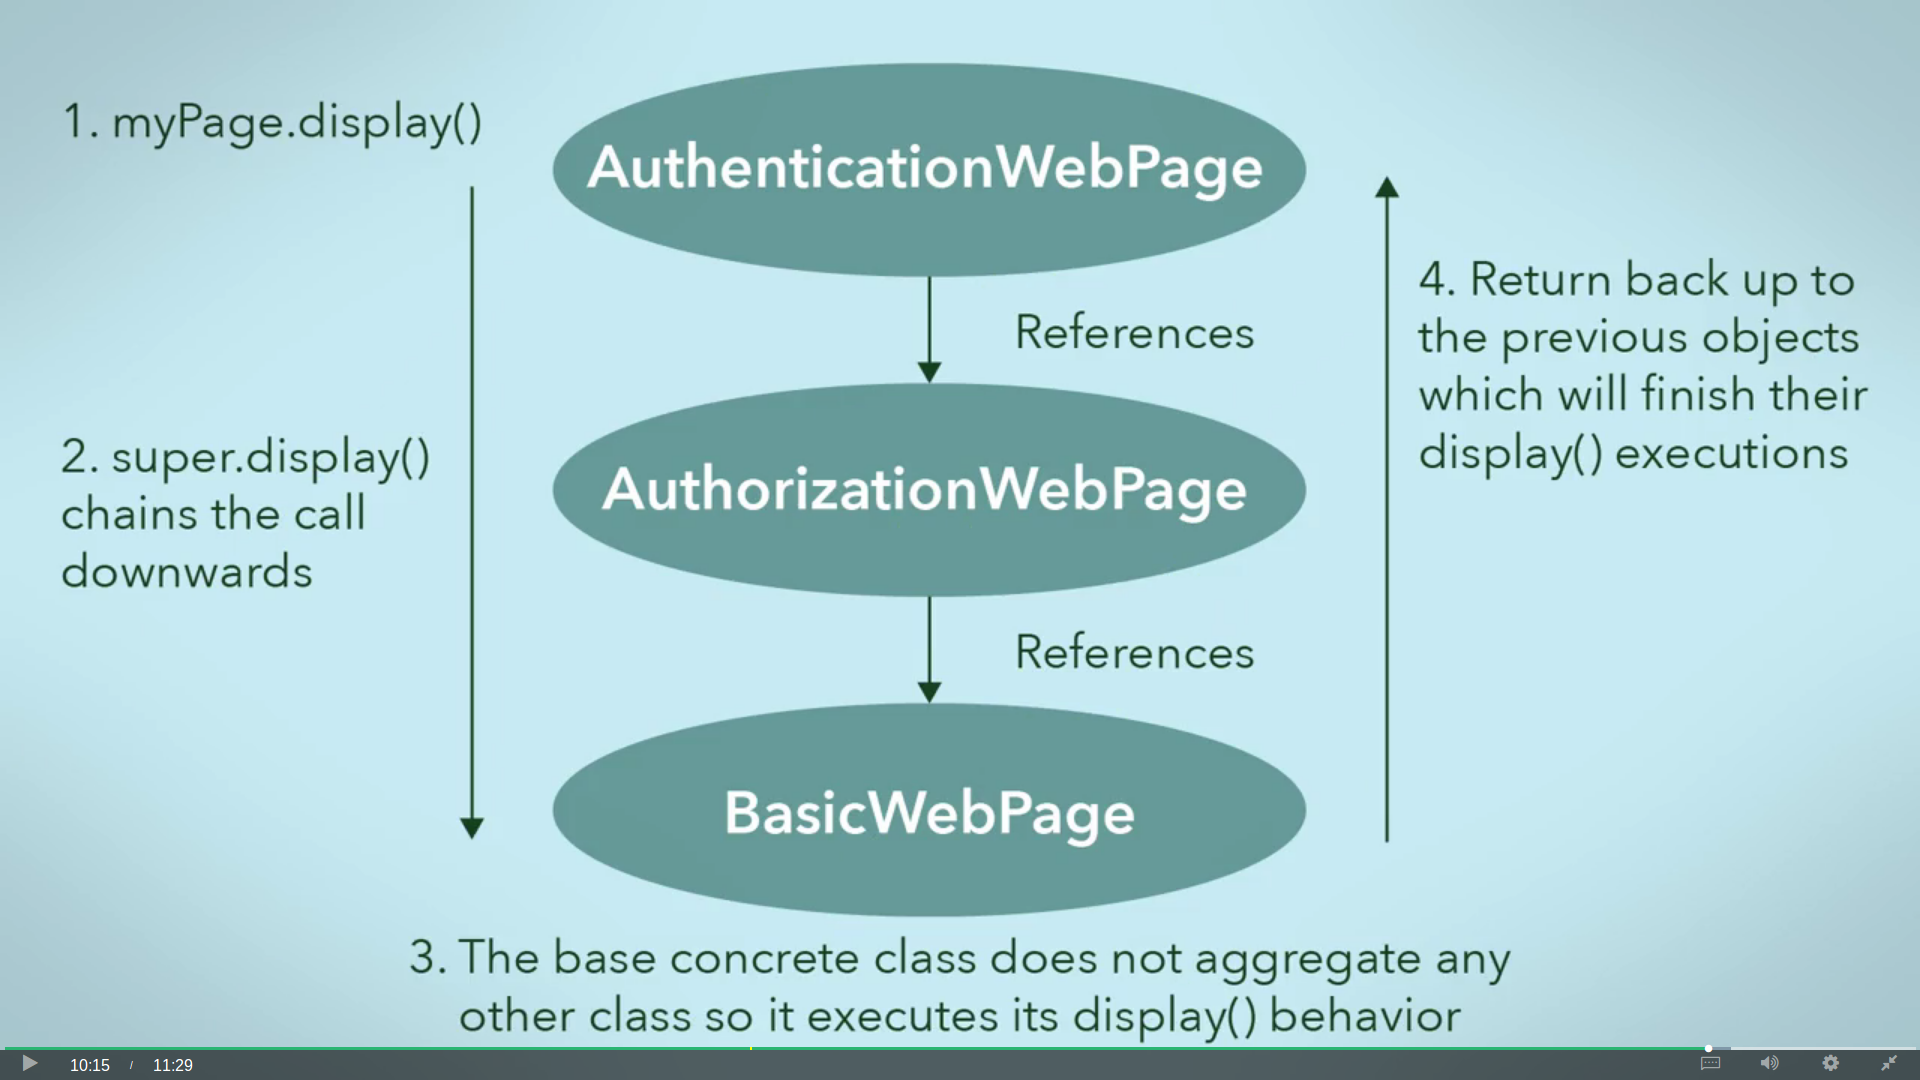 1. myPage.display()
AuthenticationWebPage
References
4. Return back up to
the previous objects
which will finish their
display() executions
2. super.display()
chains the call
downwards
AuthorizationWebPage
References
BasicWebPage
3. The base concrete class does not aggregate any
other class so it executes its display() behavior
10:15 / 11:29